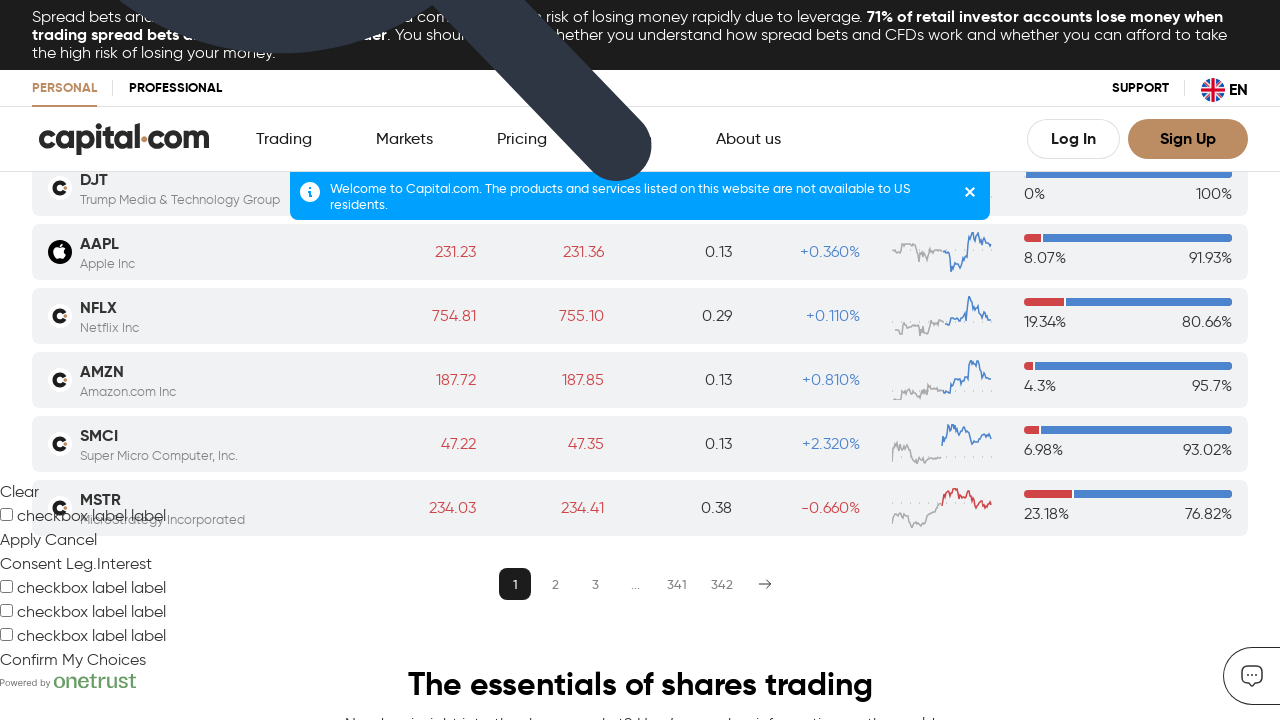 Spread bets and
risk of losing money rapidly due to leverage. 71% of retail investor accounts lose money when
trading spread bets
. You should
whether you understand how spread bets and CFDs work and whether you can afford to take
the high risk of losing your money.
PERSONAL
PROFESSIONAL
SUPPORT
EN
capital.com
Trading
Markets
Pricing
About us
Log In
Sign Up
Welcome to Capital.com. The products and services listed on this website are not available to US
residents.
DJT
Trump Media & Technology Group
0%
100%
AAPL
Apple Inc
231.23
231.36
0.13
+0.360%
8.07%
91.93%
NFLX
Netflix Inc
754.81
755.10
0.29
+0.110%
19.34%
80.66%
AMZN
Amazon.com Inc
187.72
187.85
0.13
+0.810%
4.3%
95.7%
SMCI
Super Micro Computer, Inc.
47.22
47.35
0.13
+2.320%
6.98%
93.02%
MSTR
MicroStrategy Incorporated
234.03
234.41
0.38
-0.660%
23.18%
76.82%
Clear
checkbox label label
Apply Cancel
Consent Leg.Interest
checkbox label label
checkbox label label
checkbox label label
Confirm My Choices
Powered by onetrust
1
2
3
...
341
342
The essentials of shares trading